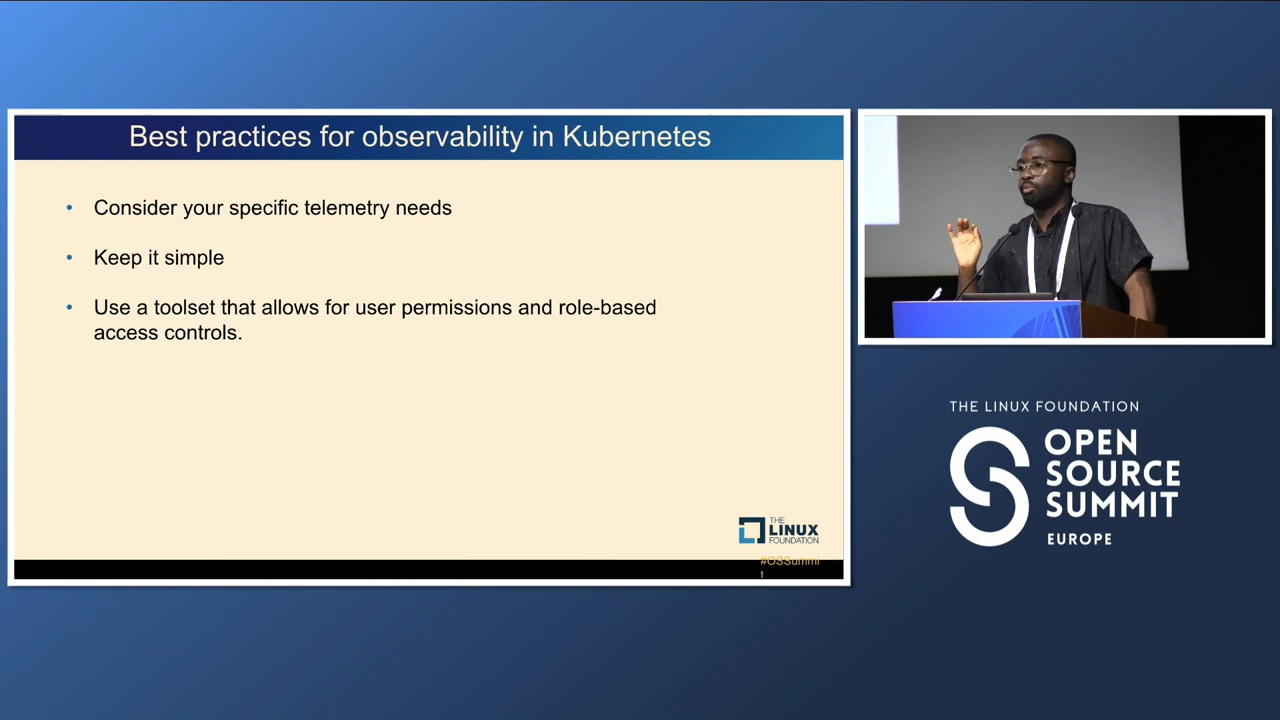 Best practices for observability in Kubernetes
• Consider your specific telemetry needs
• Keep it simple
• Use a toolset that allows for user permissions and role-based
access controls.
THE
LINUX
FOUNDATION
#OSSummi
t
THE LINUX FOUNDATION
OPEN
SOURCE
SUMMIT
EUROPE